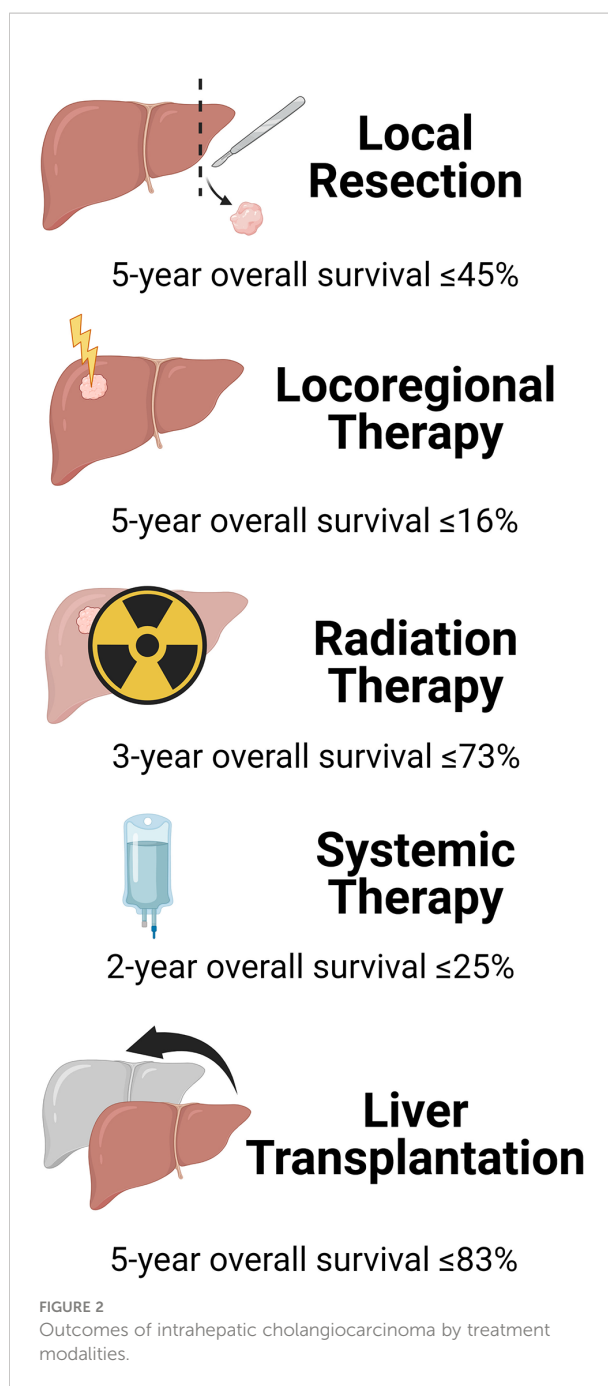 Local
Resection
5-year overall survival ≤45%
Locoregional
Therapy
5-year overall survival ≤16%
Radiation
Therapy
3-year overall survival ≤73%
Systemic
Therapy
2-year overall survival ≤25%
Liver
Transplantation
5-year overall survival ≤83%
FIGURE 2
Outcomes of intrahepatic cholangiocarcinoma by treatment
modalities.